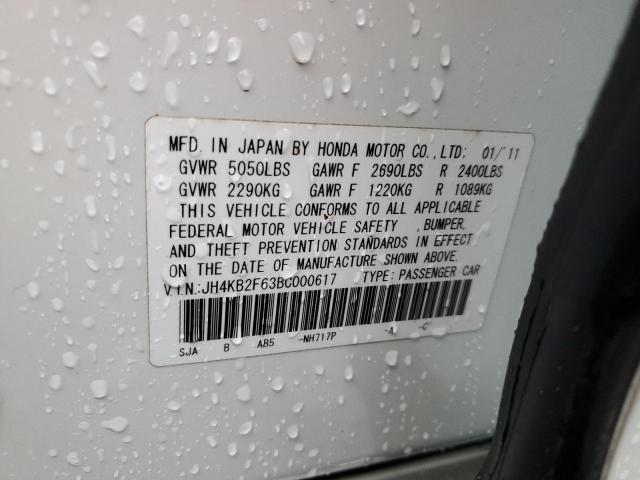 MFD. IN JAPAN BY HONDA MOTOR CO.,LTD: 01/'11
GVWR 5050LBS GAWR F 2690LBS R 2400LBS
GVWR 2290KG GAWR F 1220KG R 1089KG
THIS VEHICLE CONFORMS TO ALL APPLICABLE
FEDERAL MOTOR VEHICLE SAFETY , BUMPER,
AND THEFT PREVENTION STANDARDS IN EFFECT
ON THE DATE OF MANUFACTURE SHOWN ABOVE.
VIN:JH4KB2F63BC000617 TYPE: PASSENGER CAR
SJA B AB5 -NH717P -A -C